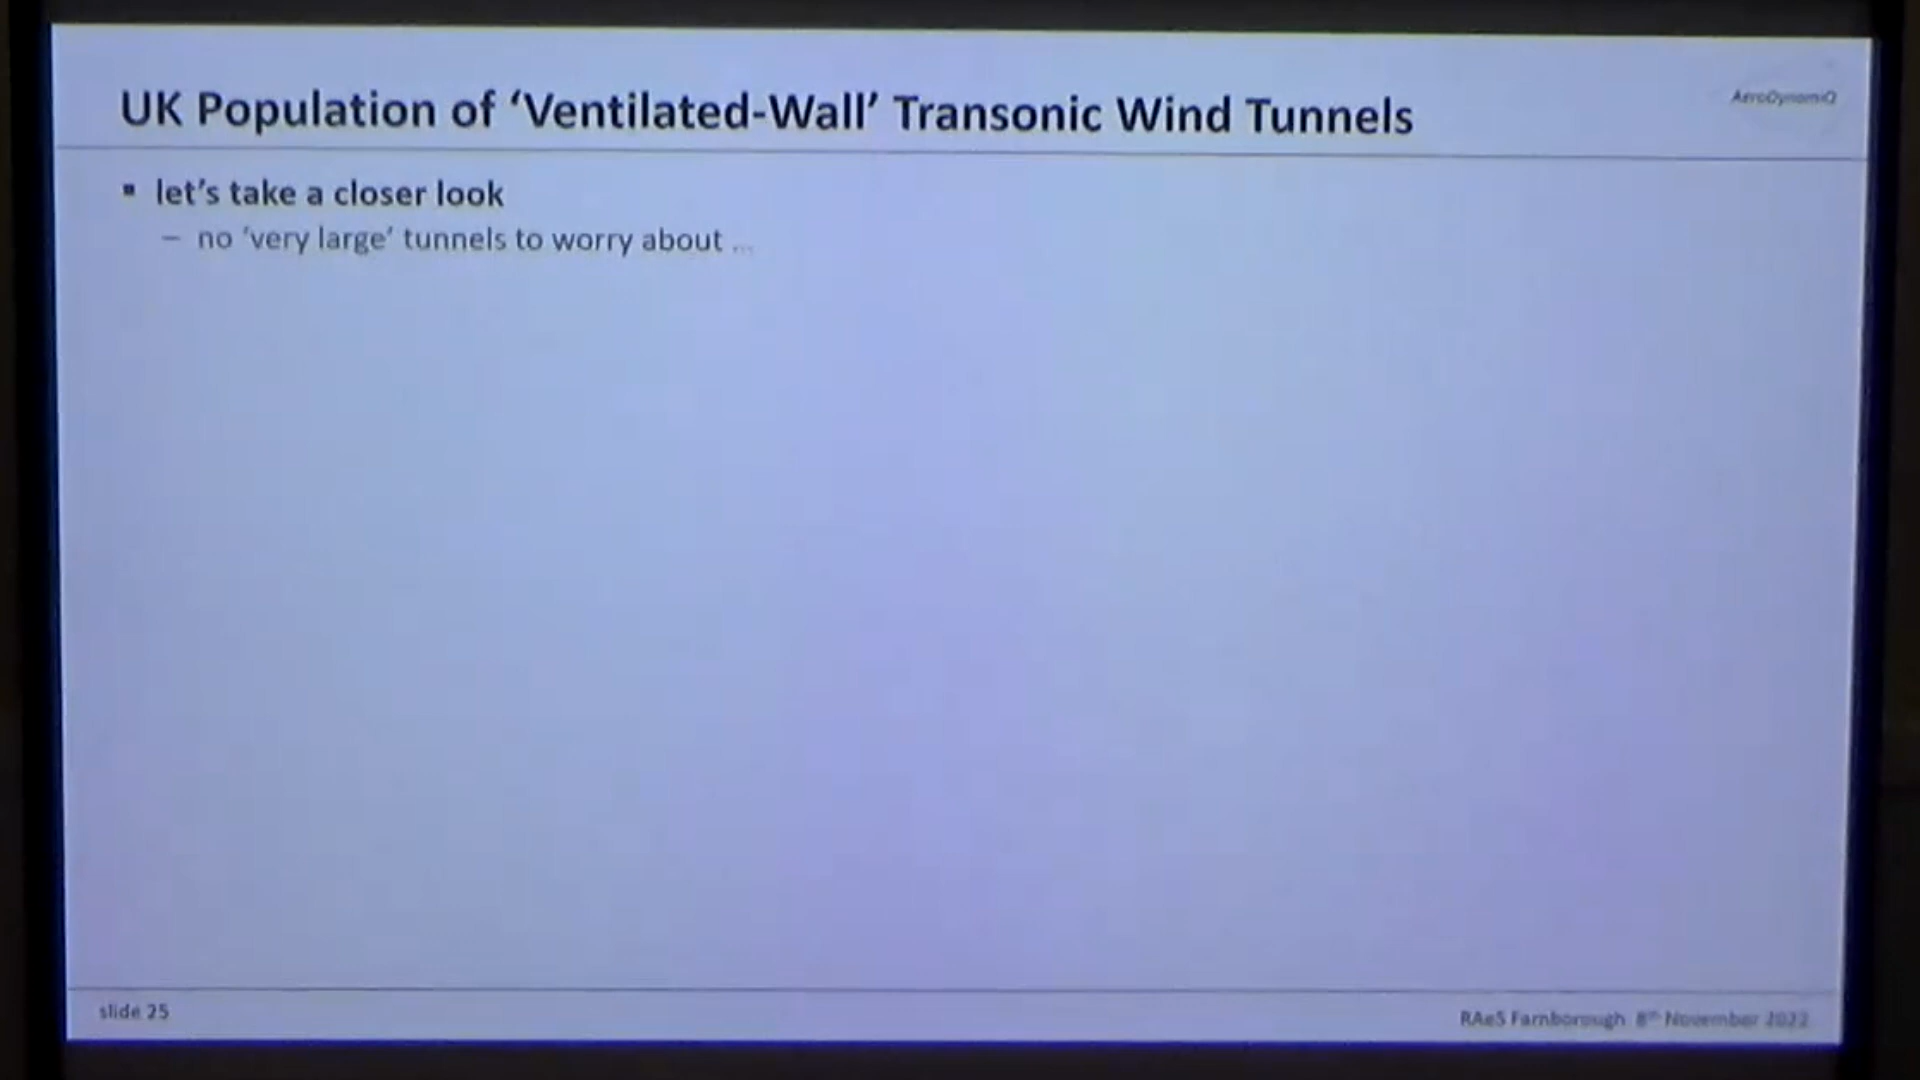 UK Population of ‘Ventilated-Wall’ Transonic Wind Tunnels
AeroDynamiQ
▪ let’s take a closer look
– no ‘very large’ tunnels to worry about ...
slide 25
RAeS Farnborough 8th November 2022